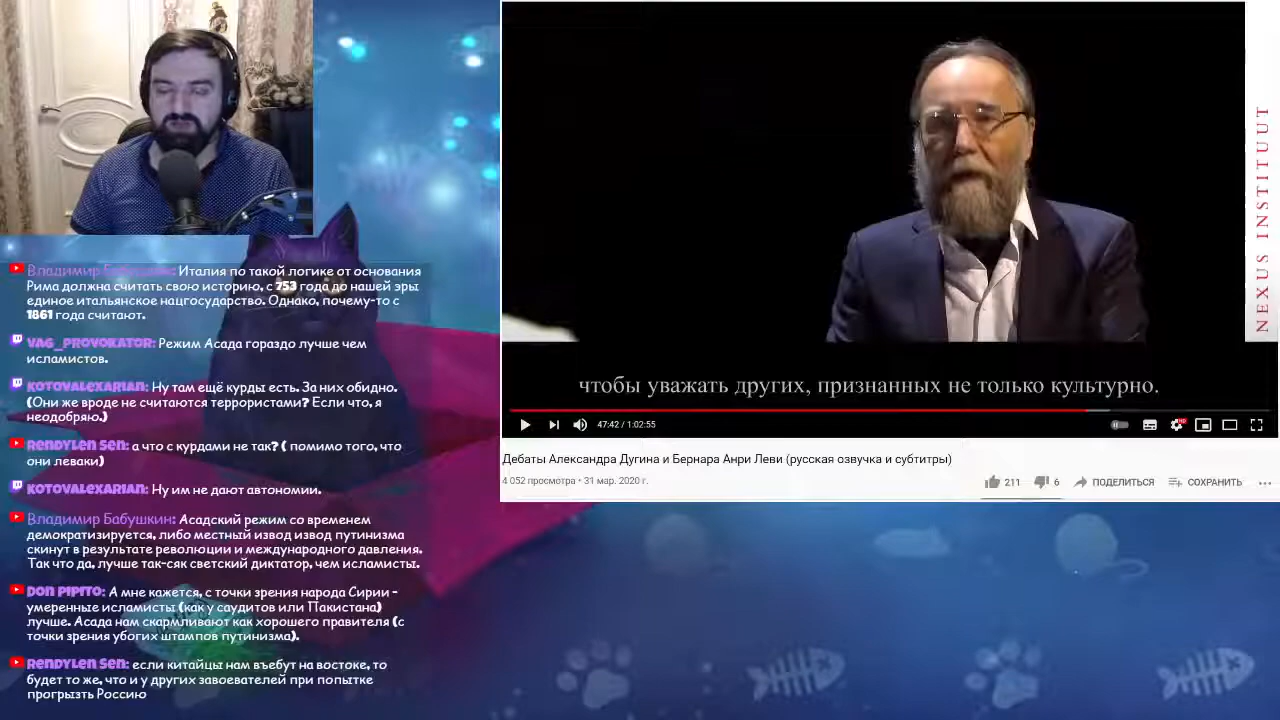 Владимир Бабушкин: Италия по такой логике от основания
Рима должна считать свою историю, с 753 года до нашей эры
единое итальянское нацгосударство. Однако, почему-то с
1861 года считают.
VAG_PROVOKATOR: Режим Асада гораздо лучше чем
исламистов.
KOTOVALEXARIAN: Ну там ещё курды есть. За них обидно.
(Они же вроде не считаются террористами? Если что, я
неодобряю.)
RENDYLEN SEN: а что с курдами не так? ( помимо того, что
они леваки)
KOTOVALEXARIAN: Ну им не дают автономии.
Владимир Бабушкин: Асадский режим со временем
демократизируется, либо местный извод извод путинизма
скинут в результате революции и международного давления.
Так что да, лучше так-сяк светский диктатор, чем исламисты.
DON PIPITO: А мне кажется, с точки зрения народа Сирии -
умеренные исламисты (как у саудитов или Пакистана)
лучше. Асада нам скармливают как хорошего правителя (с
точки зрения убогих штампов путинизма).
RENDYLEN SEN: если китайцы нам въебут на востоке, то
будет то же, что и у других завоевателей при попытке
прогрызть Россию
NEXUS INSTITUUT
чтобы уважать других, признанных не только культурно.
47:42 / 1:02:55
HD
Дебаты Александра Дугина и Бернара Анри Леви (русская озвучка и субтитры)
4 052 просмотра • 31 мар. 2020 г.
211
6
ПОДЕЛИТЬСЯ
СОХРАНИТЬ